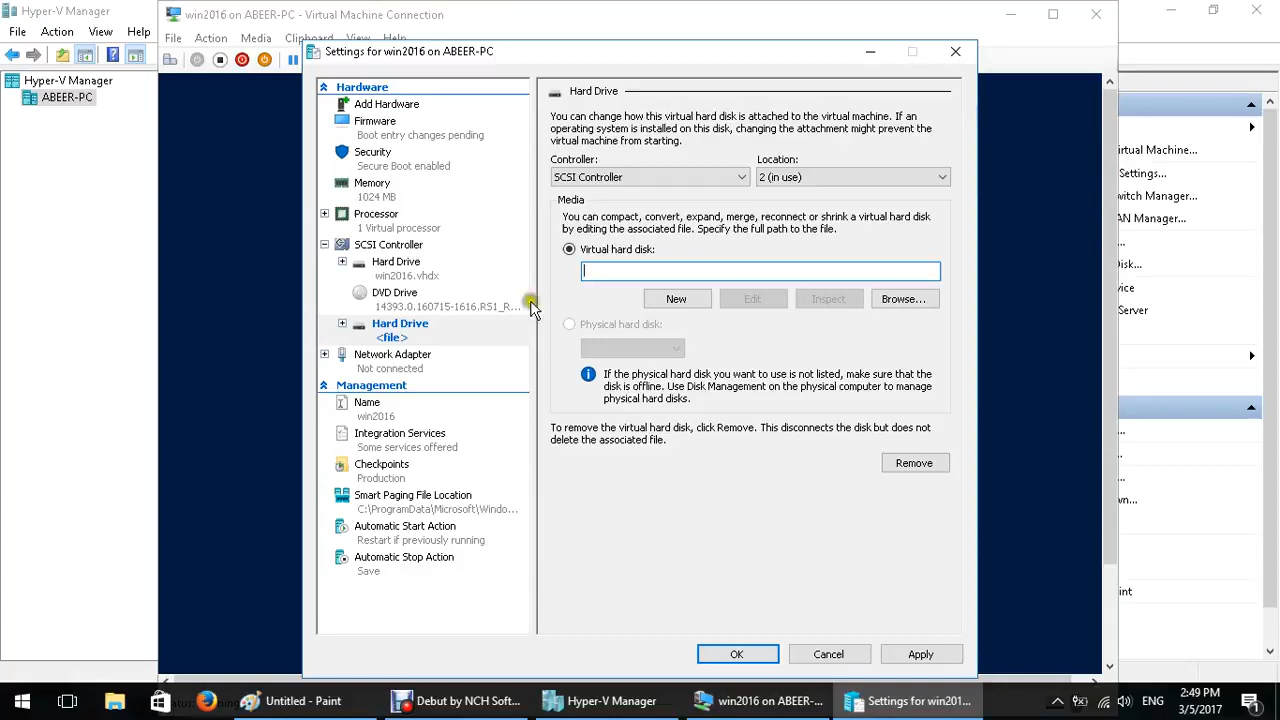 Hyper-V Manager
File Action View Help
Hyper-V Manager
ABEER-PC
win2016 on ABEER-PC - Virtual Machine Connection
File Action Media Clipboard View Help
Settings for win2016 on ABEER-PC
Hardware
Add Hardware
Firmware
Boot entry changes pending
Security
Secure Boot enabled
Memory
1024 MB
Processor
1 Virtual processor
SCSI Controller
Hard Drive
win2016.vhdx
DVD Drive
14393.0.160715-1616.RS1_R...
Hard Drive
<file>
Network Adapter
Not connected
Management
Name
win2016
Integration Services
Some services offered
Checkpoints
Production
Smart Paging File Location
C:\ProgramData\Microsoft\Windo...
Automatic Start Action
Restart if previously running
Automatic Stop Action
Save
Hard Drive
You can change how this virtual hard disk is attached to the virtual machine. If an
operating system is installed on this disk, changing the attachment might prevent the
virtual machine from starting.
Controller: Location:
SCSI Controller 2 (in use)
Media
You can compact, convert, expand, merge, reconnect or shrink a virtual hard disk
by editing the associated file. Specify the full path to the file.
Virtual hard disk:
New Edit Inspect Browse...
Physical hard disk:
If the physical hard disk you want to use is not listed, make sure that the
disk is offline. Use Disk Management on the physical computer to manage
physical hard disks.
To remove the virtual hard disk, click Remove. This disconnects the disk but does not
delete the associated file.
Remove
OK Cancel Apply
irtual Machine...
Settings...
witch Manager...
AN Manager...
...
isk...
vice
Server
...
...
...
wn...
int
Untitled - Paint
Debut by NCH Soft...
Hyper-V Manager
win2016 on ABEER-...
Settings for win201...
ENG
2:49 PM
3/5/2017
1